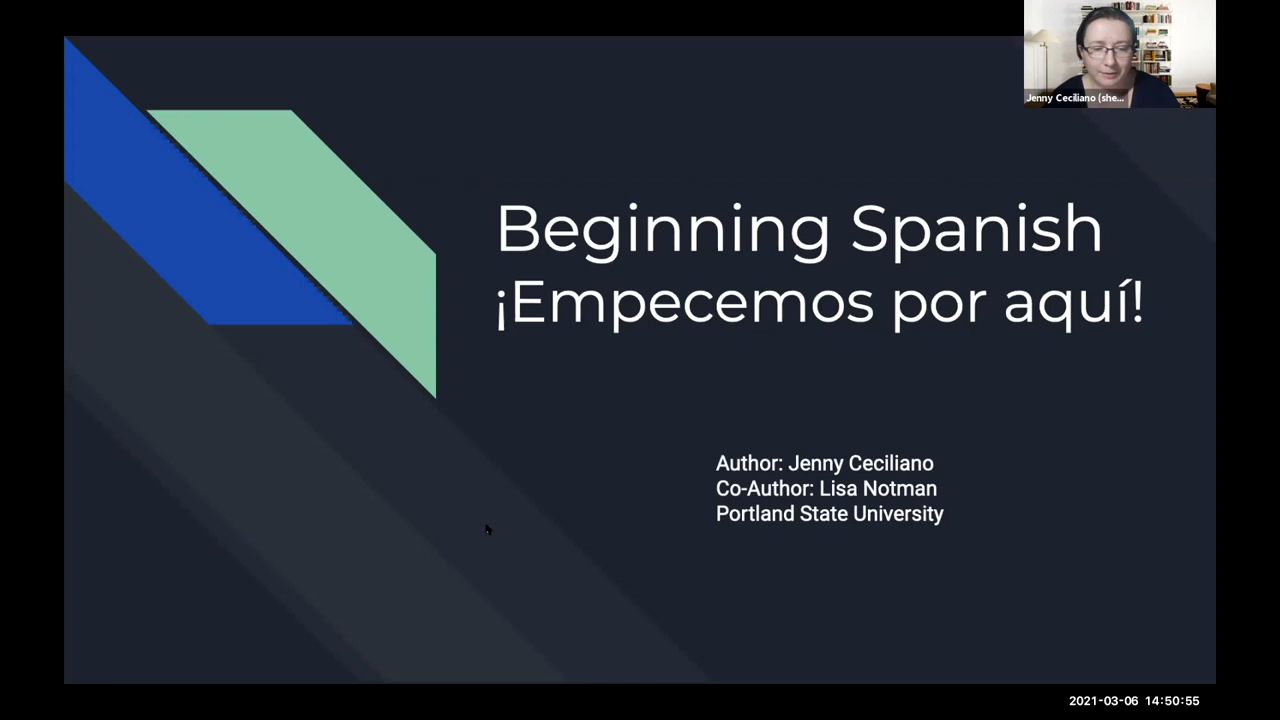 Jenny Ceciliano (she...
Beginning Spanish
¡Empecemos por aquí!
Author: Jenny Ceciliano
Co-Author: Lisa Notman
Portland State University
2021-03-06 14:50:55